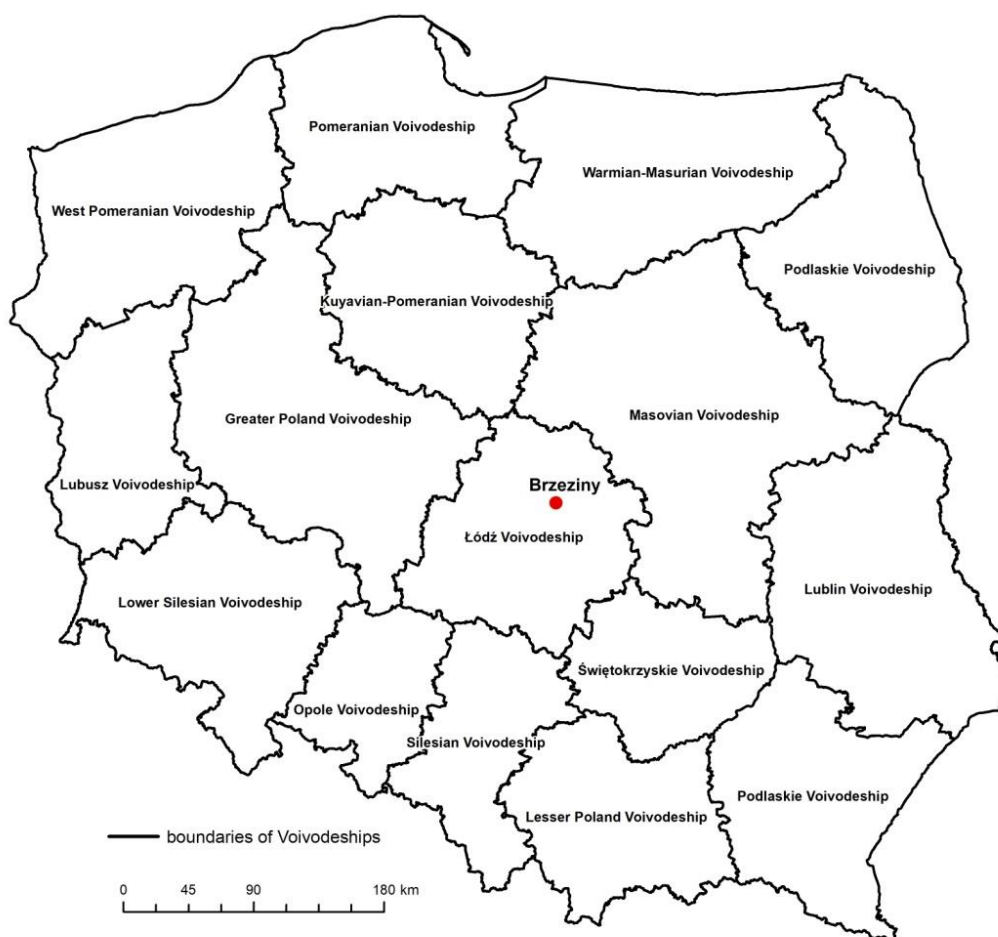 Pomeranian Voivodeship
Warmian-Masurian Voivodeship
West Pomeranian Voivodeship
Podlaskie Voivodeship
Kuyavian-Pomeranian Voivodeship
Greater Poland Voivodeship
Masovian Voivodeship
Lubusz Voivodeship
Brzeziny
Łódź Voivodeship
Lower Silesian Voivodeship
Lublin Voivodeship
Świętokrzyskie Voivodeship
Opole Voivodeship
Silesian Voivodeship
Podlaskie Voivodeship
Lesser Poland Voivodeship
boundaries of Voivodeships
0 45 90 180 km